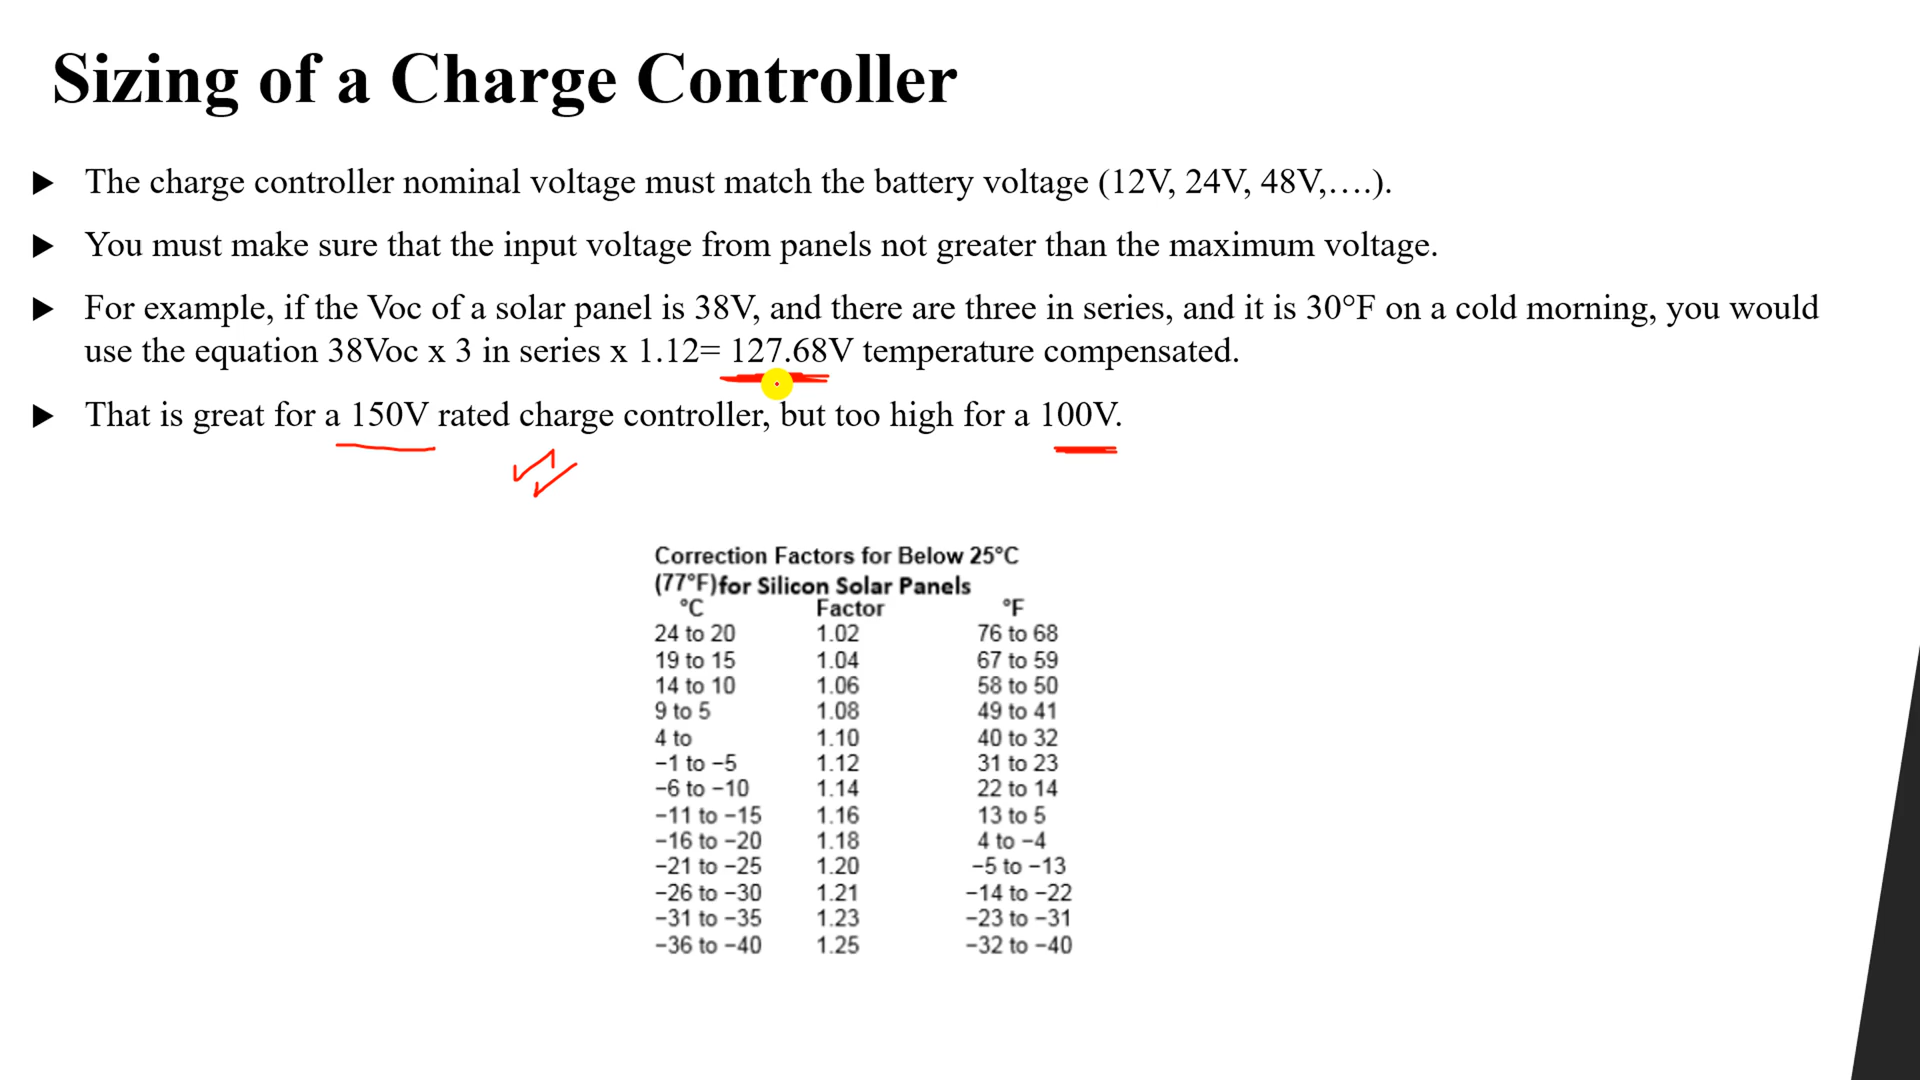 Sizing of a Charge Controller
The charge controller nominal voltage must match the battery voltage (12V, 24V, 48V,….).
You must make sure that the input voltage from panels not greater than the maximum voltage.
For example, if the Voc of a solar panel is 38V, and there are three in series, and it is 30°F on a cold morning, you would
use the equation 38Voc x 3 in series x 1.12= 127.68V temperature compensated.
That is great for a 150V rated charge controller, but too high for a 100V.
Correction Factors for Below 25°C
(77°F)for Silicon Solar Panels
°C Factor °F
24 to 20 1.02 76 to 68
19 to 15 1.04 67 to 59
14 to 10 1.06 58 to 50
9 to 5 1.08 49 to 41
4 to 1.10 40 to 32
−1 to −5 1.12 31 to 23
−6 to −10 1.14 22 to 14
−11 to −15 1.16 13 to 5
−16 to −20 1.18 4 to −4
−21 to −25 1.20 −5 to −13
−26 to −30 1.21 −14 to −22
−31 to −35 1.23 −23 to −31
−36 to −40 1.25 −32 to −40